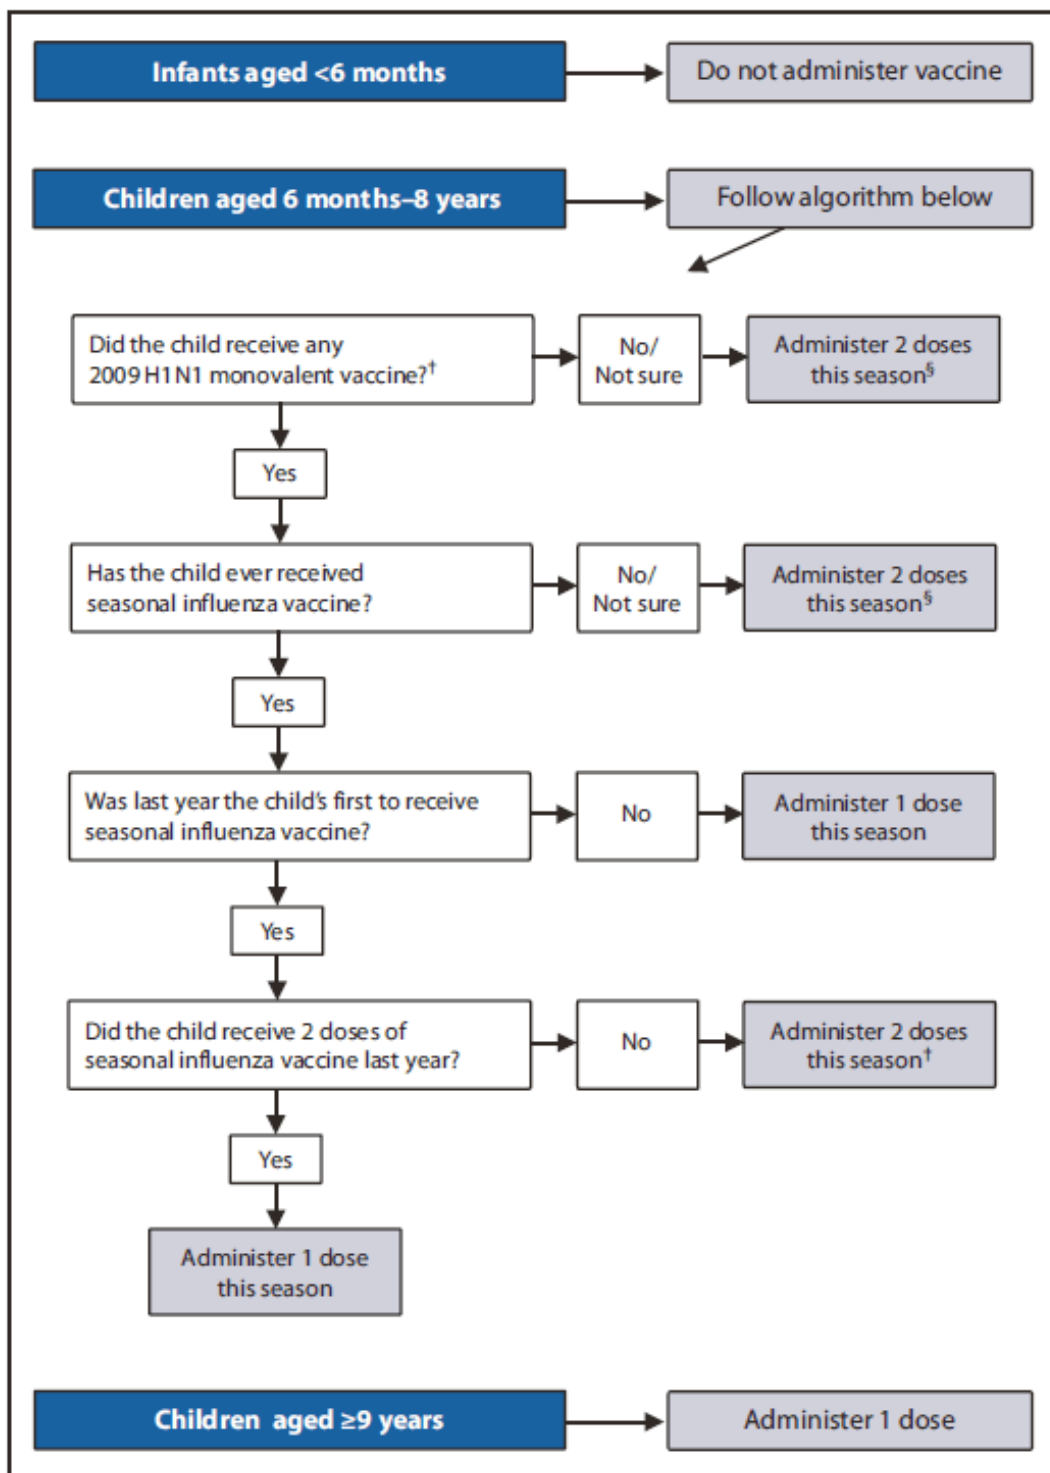 Infants aged <6 months
Do not administer vaccine
Children aged 6 months–8 years
Follow algorithm below
Did the child receive any
2009 H1N1 monovalent vaccine?†
No/
Not sure
Administer 2 doses
this season§
Yes
Has the child ever received
seasonal influenza vaccine?
No/
Not sure
Administer 2 doses
this season§
Yes
Was last year the child’s first to receive
seasonal influenza vaccine?
No
Administer 1 dose
this season
Yes
Did the child receive 2 doses of
seasonal influenza vaccine last year?
No
Administer 2 doses
this season†
Yes
Administer 1 dose
this season
Children aged ≥9 years
Administer 1 dose